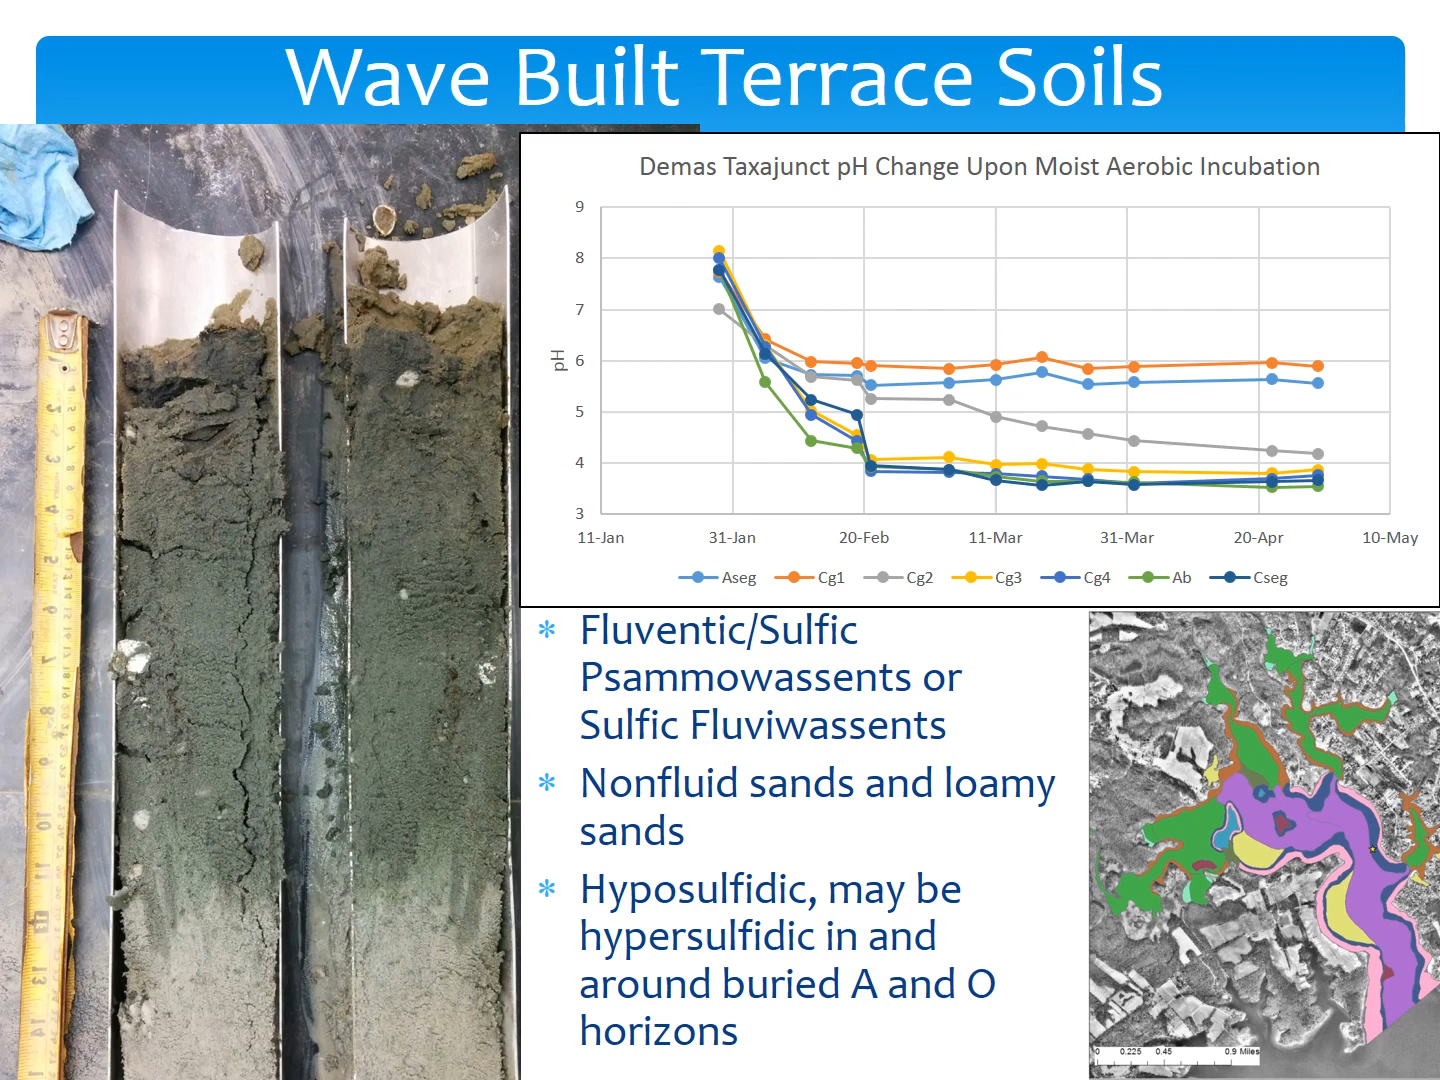 Wave Built Terrace Soils
Demas Taxajunct pH Change Upon Moist Aerobic Incubation
9
8
7
6
5
4
3
pH
11-Jan 31-Jan 20-Feb 11-Mar 31-Mar 20-Apr 10-May
Aseg Cg1 Cg2 Cg3 Cg4 Ab Cseg
* Fluventic/Sulfic
Psammowassents or
Sulfic Fluviwassents
* Nonfluid sands and loamy
sands
* Hyposulfidic, may be
hypersulfidic in and
around buried A and O
horizons
0 0.225 0.45 0.9 Miles